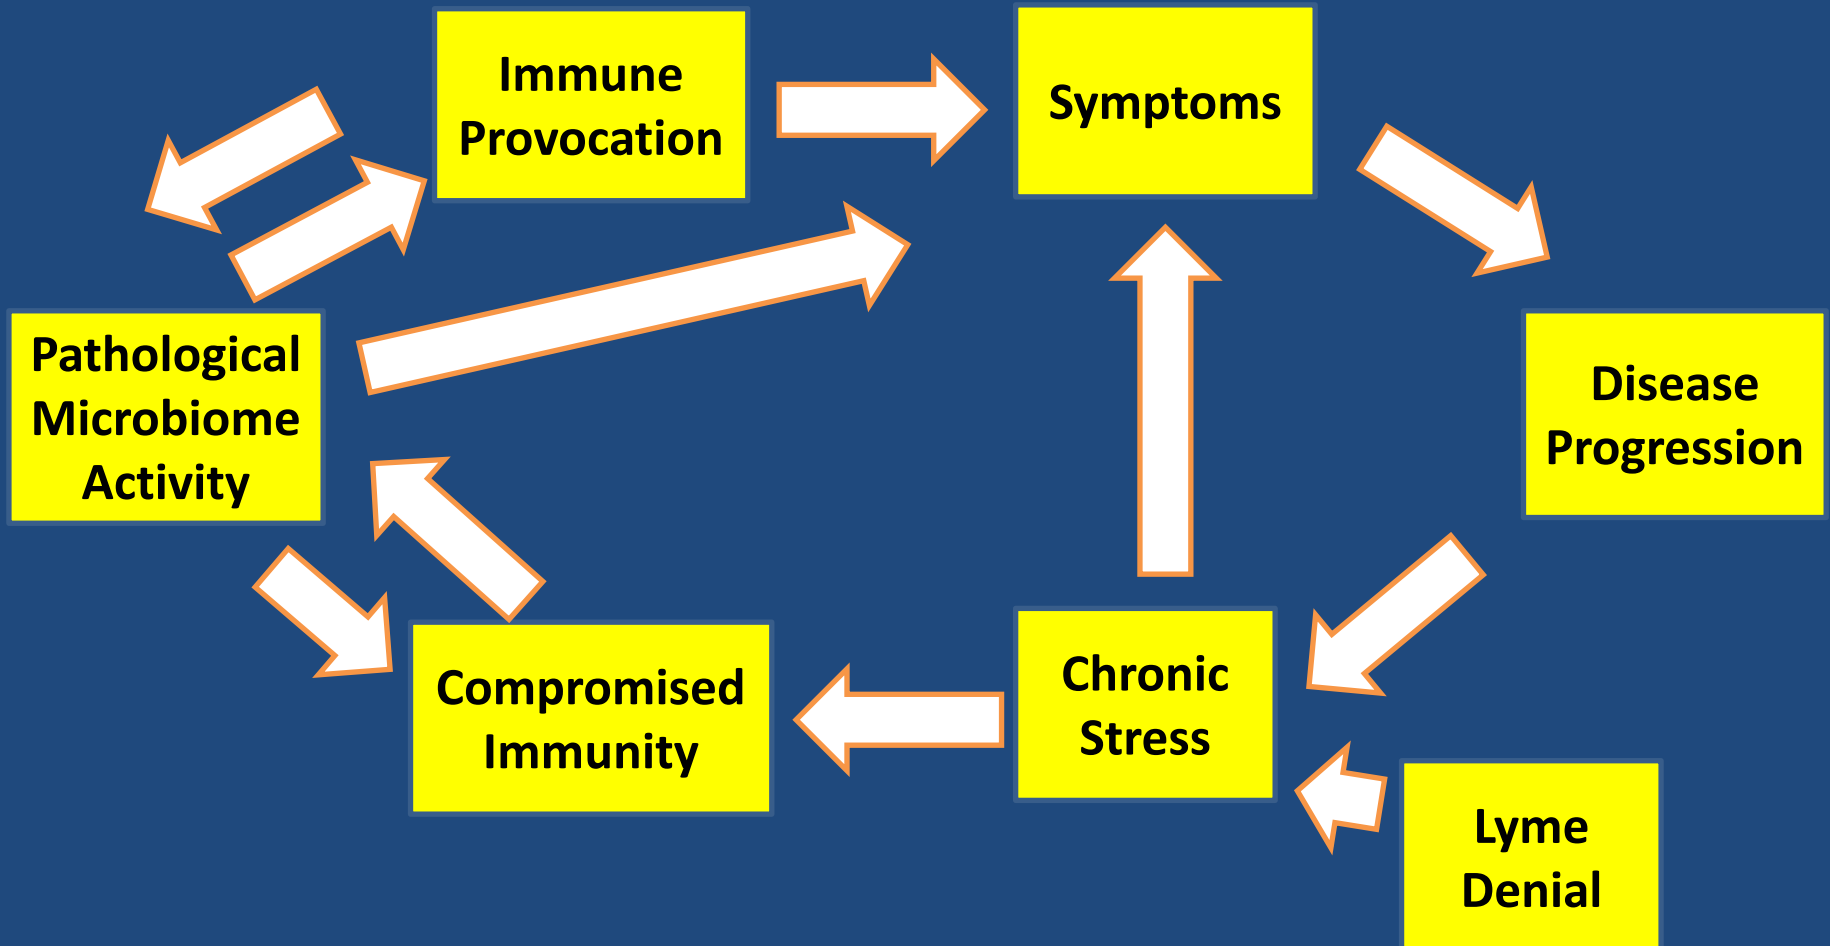 Immune
Provocation
Symptoms
Pathological
Microbiome
Activity
Disease
Progression
Compromised
Immunity
Chronic
Stress
Lyme
Denial